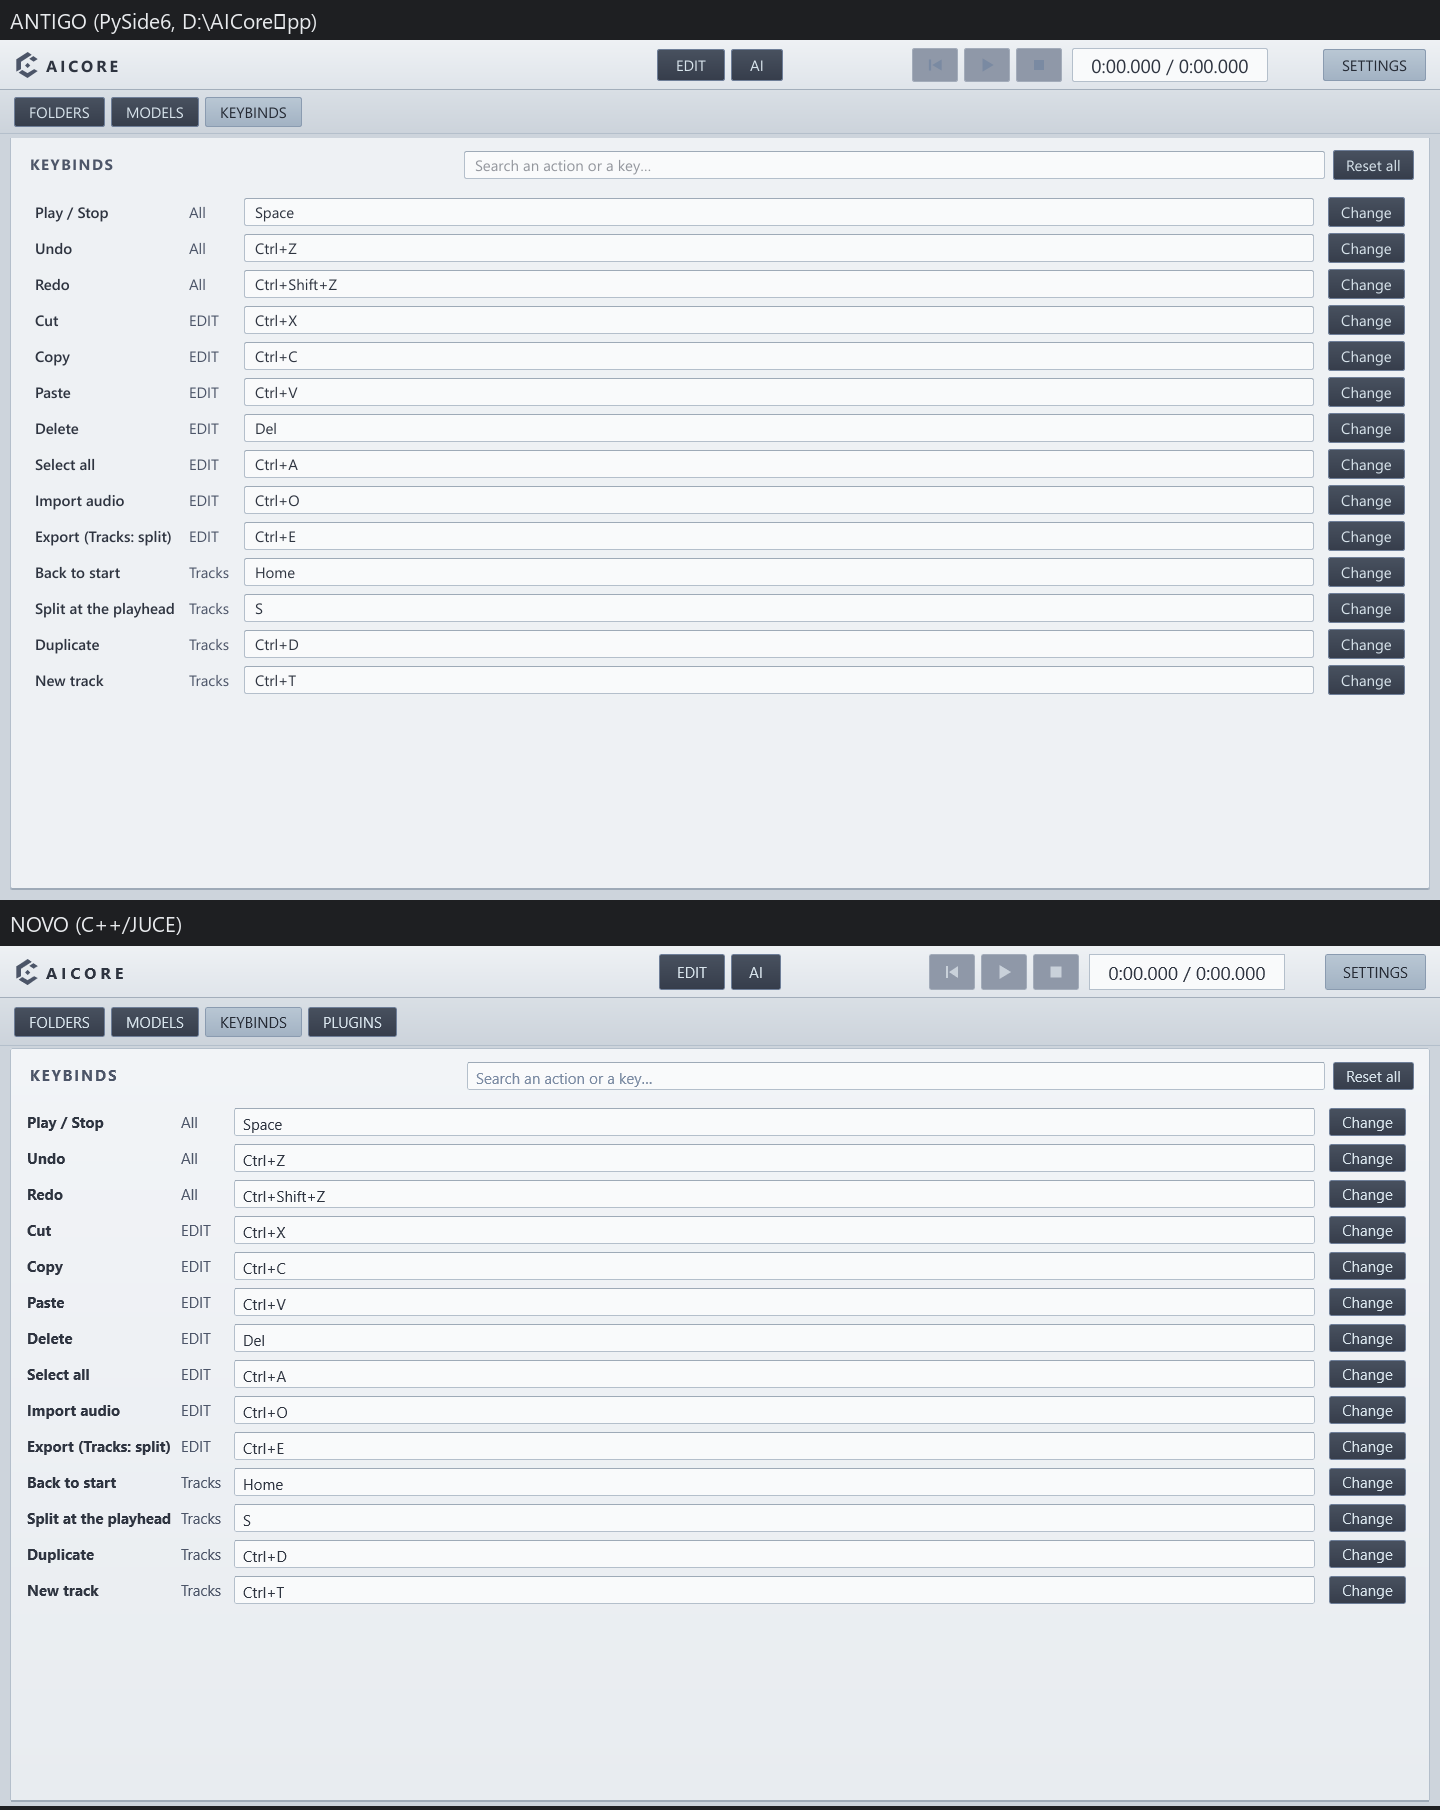 ANTIGO (PySide6, D:\AICore▯pp)
AICORE EDIT AI 0:00.000 / 0:00.000 SETTINGS
FOLDERS MODELS KEYBINDS
KEYBINDS Search an action or a key... Reset all
Play / Stop All Space Change
Undo All Ctrl+Z Change
Redo All Ctrl+Shift+Z Change
Cut EDIT Ctrl+X Change
Copy EDIT Ctrl+C Change
Paste EDIT Ctrl+V Change
Delete EDIT Del Change
Select all EDIT Ctrl+A Change
Import audio EDIT Ctrl+O Change
Export (Tracks: split) EDIT Ctrl+E Change
Back to start Tracks Home Change
Split at the playhead Tracks S Change
Duplicate Tracks Ctrl+D Change
New track Tracks Ctrl+T Change
NOVO (C++/JUCE)
AICORE EDIT AI 0:00.000 / 0:00.000 SETTINGS
FOLDERS MODELS KEYBINDS PLUGINS
KEYBINDS Search an action or a key... Reset all
Play / Stop All Space Change
Undo All Ctrl+Z Change
Redo All Ctrl+Shift+Z Change
Cut EDIT Ctrl+X Change
Copy EDIT Ctrl+C Change
Paste EDIT Ctrl+V Change
Delete EDIT Del Change
Select all EDIT Ctrl+A Change
Import audio EDIT Ctrl+O Change
Export (Tracks: split) EDIT Ctrl+E Change
Back to start Tracks Home Change
Split at the playhead Tracks S Change
Duplicate Tracks Ctrl+D Change
New track Tracks Ctrl+T Change